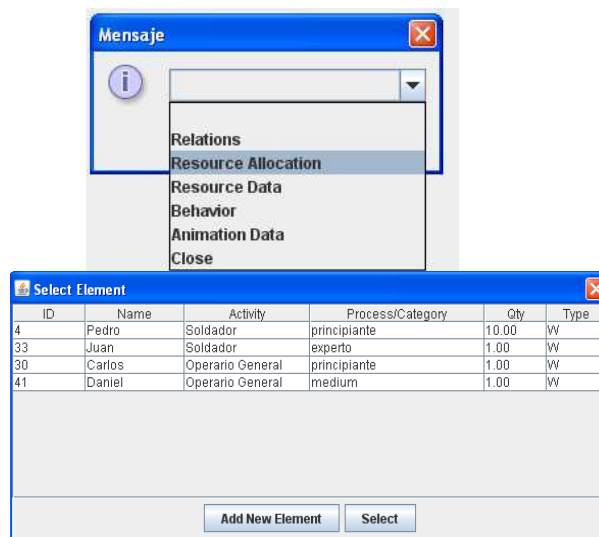 Mensaje
Relations
Resource Allocation
Resource Data
Behavior
Animation Data
Close
Select Element
ID Name Activity Process/Category Qty Type
4 Pedro Soldador principiante 10.00 W
33 Juan Soldador experto 1.00 W
30 Carlos Operario General principiante 1.00 W
41 Daniel Operario General medium 1.00 W
Add New Element Select